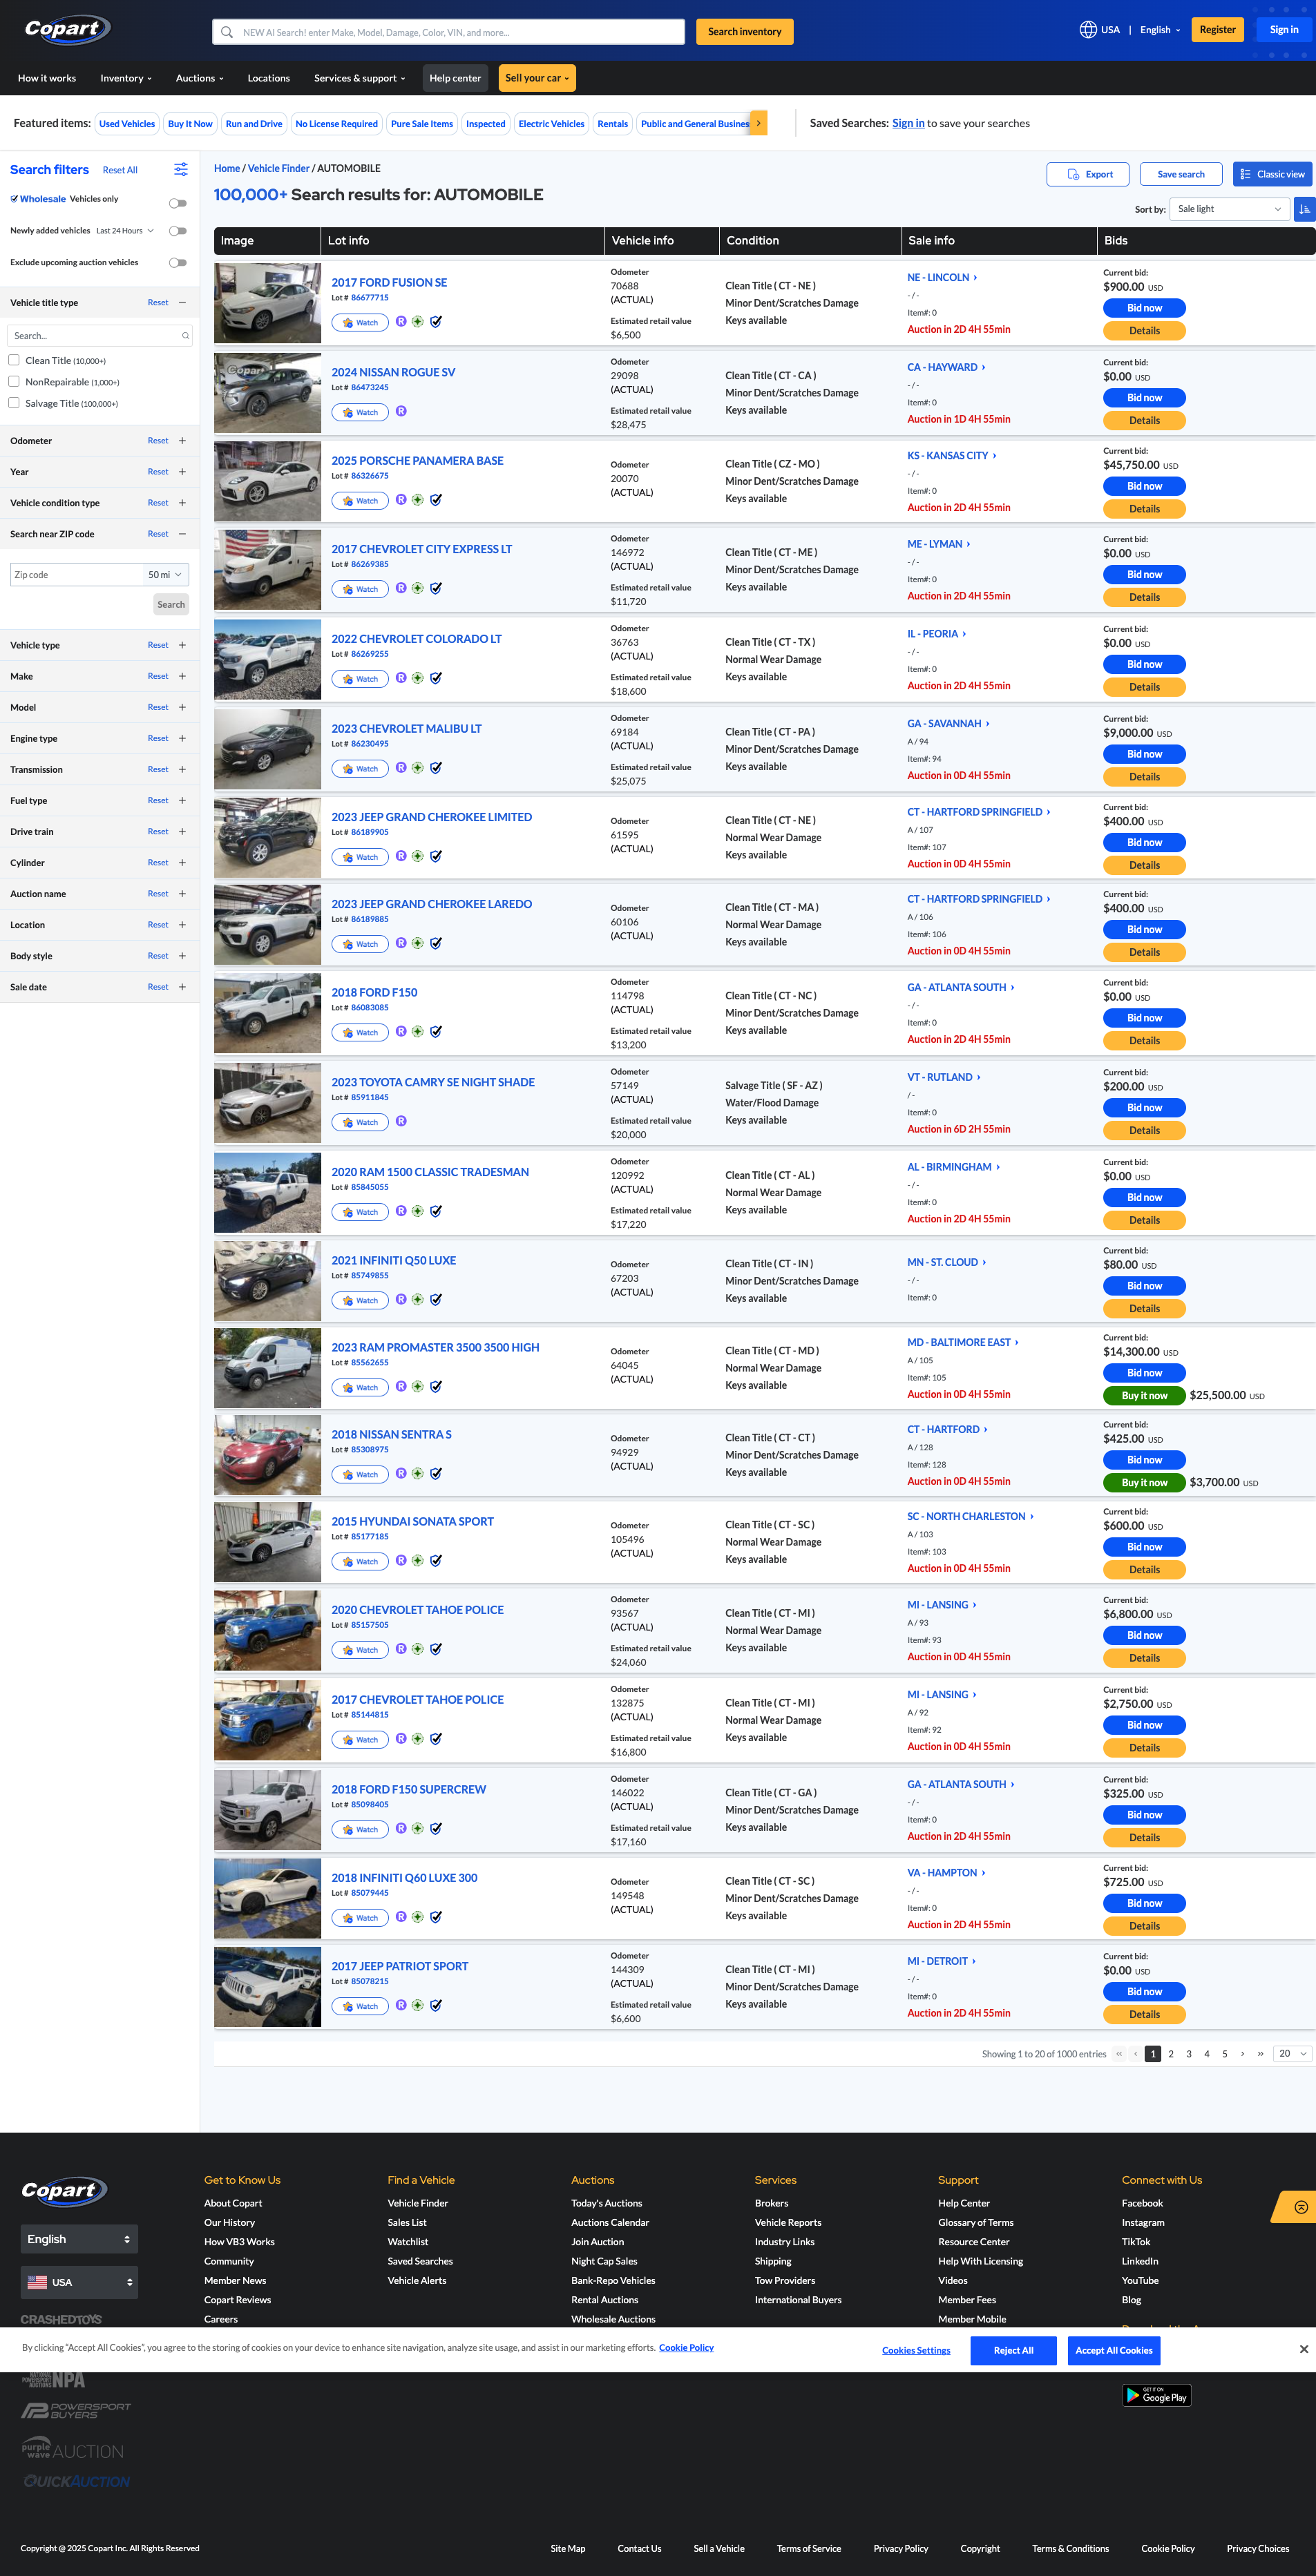 Copart
NEW AI Search! enter Make, Model, Damage, Color, VIN, and more...
Search inventory
USA | English
Register
Sign in
How it works
Inventory
Auctions
Locations
Services & support
Help center
Sell your car
Featured items:
Used Vehicles
Buy It Now
Run and Drive
No License Required
Pure Sale Items
Inspected
Electric Vehicles
Rentals
Public and General Business
Saved Searches: Sign in to save your searches
Search filters
Reset All
Wholesale Vehicles only
Newly added vehicles Last 24 Hours
Exclude upcoming auction vehicles
Vehicle title type Reset
Search...
Clean Title (10,000+)
NonRepairable (1,000+)
Salvage Title (100,000+)
Odometer Reset
Year Reset
Vehicle condition type Reset
Search near ZIP code Reset
Zip code 50 mi
Search
Vehicle type Reset
Make Reset
Model Reset
Engine type Reset
Transmission Reset
Fuel type Reset
Drive train Reset
Cylinder Reset
Auction name Reset
Location Reset
Body style Reset
Sale date Reset
Home / Vehicle Finder / AUTOMOBILE
100,000+ Search results for: AUTOMOBILE
Export
Save search
Classic view
Sort by: Sale light
Image
Lot info
Vehicle info
Condition
Sale info
Bids
2017 FORD FUSION SE
Lot # 86677715
Watch
Odometer
70688
(ACTUAL)
Estimated retail value
$6,500
Clean Title ( CT - NE )
Minor Dent/Scratches Damage
Keys available
NE - LINCOLN
- / -
Item#: 0
Auction in 2D 4H 55min
Current bid:
$900.00 USD
Bid now
Details
Copart
2024 NISSAN ROGUE SV
Lot # 86473245
Watch
Odometer
29098
(ACTUAL)
Estimated retail value
$28,475
Clean Title ( CT - CA )
Minor Dent/Scratches Damage
Keys available
CA - HAYWARD
- / -
Item#: 0
Auction in 1D 4H 55min
Current bid:
$0.00 USD
Bid now
Details
2025 PORSCHE PANAMERA BASE
Lot # 86326675
Watch
Odometer
20070
(ACTUAL)
Clean Title ( CZ - MO )
Minor Dent/Scratches Damage
Keys available
KS - KANSAS CITY
- / -
Item#: 0
Auction in 2D 4H 55min
Current bid:
$45,750.00 USD
Bid now
Details
2017 CHEVROLET CITY EXPRESS LT
Lot # 86269385
Watch
Odometer
146972
(ACTUAL)
Estimated retail value
$11,720
Clean Title ( CT - ME )
Minor Dent/Scratches Damage
Keys available
ME - LYMAN
- / -
Item#: 0
Auction in 2D 4H 55min
Current bid:
$0.00 USD
Bid now
Details
2022 CHEVROLET COLORADO LT
Lot # 86269255
Watch
Odometer
36763
(ACTUAL)
Estimated retail value
$18,600
Clean Title ( CT - TX )
Normal Wear Damage
Keys available
IL - PEORIA
- / -
Item#: 0
Auction in 2D 4H 55min
Current bid:
$0.00 USD
Bid now
Details
2023 CHEVROLET MALIBU LT
Lot # 86230495
Watch
Odometer
69184
(ACTUAL)
Estimated retail value
$25,075
Clean Title ( CT - PA )
Minor Dent/Scratches Damage
Keys available
GA - SAVANNAH
A / 94
Item#: 94
Auction in 0D 4H 55min
Current bid:
$9,000.00 USD
Bid now
Details
2023 JEEP GRAND CHEROKEE LIMITED
Lot # 86189905
Watch
Odometer
61595
(ACTUAL)
Clean Title ( CT - NE )
Normal Wear Damage
Keys available
CT - HARTFORD SPRINGFIELD
A / 107
Item#: 107
Auction in 0D 4H 55min
Current bid:
$400.00 USD
Bid now
Details
2023 JEEP GRAND CHEROKEE LAREDO
Lot # 86189885
Watch
Odometer
60106
(ACTUAL)
Clean Title ( CT - MA )
Normal Wear Damage
Keys available
CT - HARTFORD SPRINGFIELD
A / 106
Item#: 106
Auction in 0D 4H 55min
Current bid:
$400.00 USD
Bid now
Details
2018 FORD F150
Lot # 86083085
Watch
Odometer
114798
(ACTUAL)
Estimated retail value
$13,200
Clean Title ( CT - NC )
Minor Dent/Scratches Damage
Keys available
GA - ATLANTA SOUTH
- / -
Item#: 0
Auction in 2D 4H 55min
Current bid:
$0.00 USD
Bid now
Details
2023 TOYOTA CAMRY SE NIGHT SHADE
Lot # 85911845
Watch
Odometer
57149
(ACTUAL)
Estimated retail value
$20,000
Salvage Title ( SF - AZ )
Water/Flood Damage
Keys available
VT - RUTLAND
/ -
Item#: 0
Auction in 6D 2H 55min
Current bid:
$200.00 USD
Bid now
Details
2020 RAM 1500 CLASSIC TRADESMAN
Lot # 85845055
Watch
Odometer
120992
(ACTUAL)
Estimated retail value
$17,220
Clean Title ( CT - AL )
Normal Wear Damage
Keys available
AL - BIRMINGHAM
- / -
Item#: 0
Auction in 2D 4H 55min
Current bid:
$0.00 USD
Bid now
Details
2021 INFINITI Q50 LUXE
Lot # 85749855
Watch
Odometer
67203
(ACTUAL)
Clean Title ( CT - IN )
Minor Dent/Scratches Damage
Keys available
MN - ST. CLOUD
- / -
Item#: 0
Current bid:
$80.00 USD
Bid now
Details
2023 RAM PROMASTER 3500 3500 HIGH
Lot # 85562655
Watch
Odometer
64045
(ACTUAL)
Clean Title ( CT - MD )
Normal Wear Damage
Keys available
MD - BALTIMORE EAST
A / 105
Item#: 105
Auction in 0D 4H 55min
Current bid:
$14,300.00 USD
Bid now
Buy it now $25,500.00 USD
2018 NISSAN SENTRA S
Lot # 85308975
Watch
Odometer
94929
(ACTUAL)
Clean Title ( CT - CT )
Minor Dent/Scratches Damage
Keys available
CT - HARTFORD
A / 128
Item#: 128
Auction in 0D 4H 55min
Current bid:
$425.00 USD
Bid now
Buy it now $3,700.00 USD
2015 HYUNDAI SONATA SPORT
Lot # 85177185
Watch
Odometer
105496
(ACTUAL)
Clean Title ( CT - SC )
Normal Wear Damage
Keys available
SC - NORTH CHARLESTON
A / 103
Item#: 103
Auction in 0D 4H 55min
Current bid:
$600.00 USD
Bid now
Details
2020 CHEVROLET TAHOE POLICE
Lot # 85157505
Watch
Odometer
93567
(ACTUAL)
Estimated retail value
$24,060
Clean Title ( CT - MI )
Normal Wear Damage
Keys available
MI - LANSING
A / 93
Item#: 93
Auction in 0D 4H 55min
Current bid:
$6,800.00 USD
Bid now
Details
2017 CHEVROLET TAHOE POLICE
Lot # 85144815
Watch
Odometer
132875
(ACTUAL)
Estimated retail value
$16,800
Clean Title ( CT - MI )
Normal Wear Damage
Keys available
MI - LANSING
A / 92
Item#: 92
Auction in 0D 4H 55min
Current bid:
$2,750.00 USD
Bid now
Details
2018 FORD F150 SUPERCREW
Lot # 85098405
Watch
Odometer
146022
(ACTUAL)
Estimated retail value
$17,160
Clean Title ( CT - GA )
Minor Dent/Scratches Damage
Keys available
GA - ATLANTA SOUTH
- / -
Item#: 0
Auction in 2D 4H 55min
Current bid:
$325.00 USD
Bid now
Details
2018 INFINITI Q60 LUXE 300
Lot # 85079445
Watch
Odometer
149548
(ACTUAL)
Clean Title ( CT - SC )
Minor Dent/Scratches Damage
Keys available
VA - HAMPTON
- / -
Item#: 0
Auction in 2D 4H 55min
Current bid:
$725.00 USD
Bid now
Details
2017 JEEP PATRIOT SPORT
Lot # 85078215
Watch
Odometer
144309
(ACTUAL)
Estimated retail value
$6,600
Clean Title ( CT - MI )
Minor Dent/Scratches Damage
Keys available
MI - DETROIT
- / -
Item#: 0
Auction in 2D 4H 55min
Current bid:
$0.00 USD
Bid now
Details
Showing 1 to 20 of 1000 entries
1 2 3 4 5
20
Copart
English
USA
CRASHEDTOYS
Get to Know Us
About Copart
Our History
How VB3 Works
Community
Member News
Copart Reviews
Careers
Find a Vehicle
Vehicle Finder
Sales List
Watchlist
Saved Searches
Vehicle Alerts
Auctions
Today's Auctions
Auctions Calendar
Join Auction
Night Cap Sales
Bank-Repo Vehicles
Rental Auctions
Wholesale Auctions
Services
Brokers
Vehicle Reports
Industry Links
Shipping
Tow Providers
International Buyers
Support
Help Center
Glossary of Terms
Resource Center
Help With Licensing
Videos
Member Fees
Member Mobile
Connect with Us
Facebook
Instagram
TikTok
LinkedIn
YouTube
Blog
By clicking "Accept All Cookies", you agree to the storing of cookies on your device to enhance site navigation, analyze site usage, and assist in our marketing efforts. Cookie Policy
Cookies Settings
Reject All
Accept All Cookies
NPA
POWERSPORT
BUYERS
purple
wave AUCTION
QUICKAUCTION
GET IT ON
Google Play
Copyright @ 2025 Copart Inc. All Rights Reserved
Site Map
Contact Us
Sell a Vehicle
Terms of Service
Privacy Policy
Copyright
Terms & Conditions
Cookie Policy
Privacy Choices